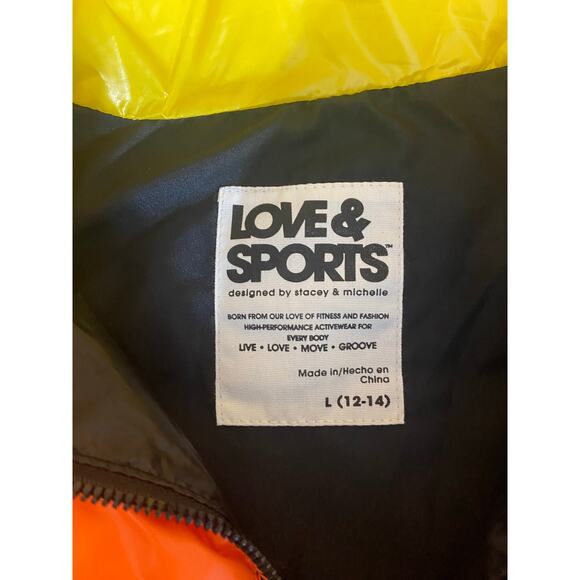 LOVE &
SPORTS™
designed by stacey & michelle
BORN FROM OUR LOVE OF FITNESS AND FASHION
HIGH-PERFORMANCE ACTIVEWEAR FOR
EVERY BODY
LIVE • LOVE • MOVE • GROOVE
Made in/Hecho en
China
L (12-14)